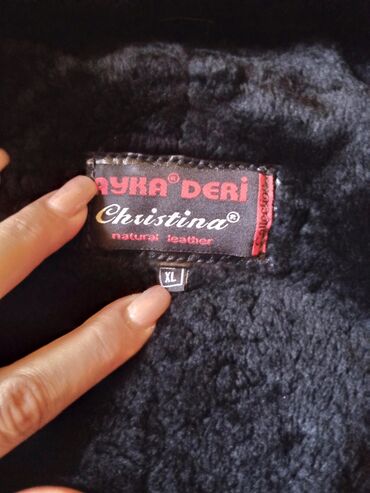 AYKA® DERİ
Christina®
natural leather
XL